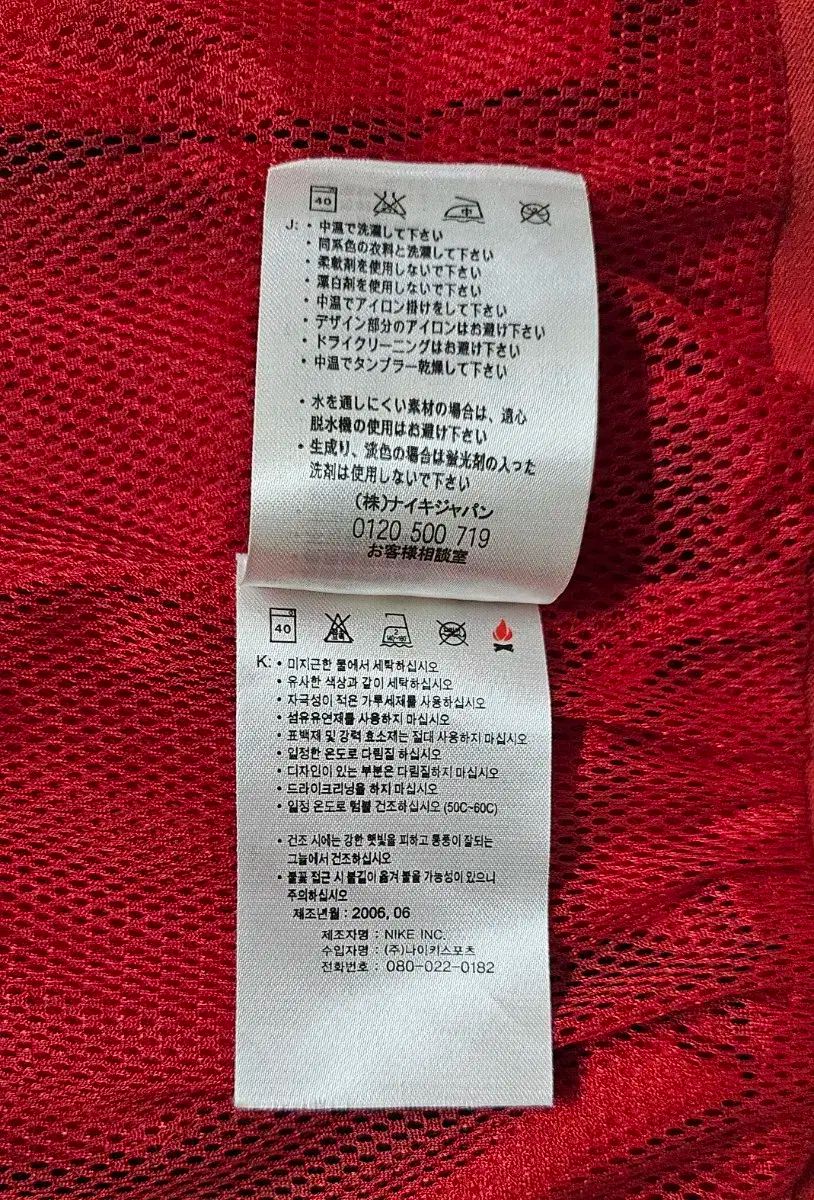 40 中
J: ・中温で洗濯して下さい
・同系色の衣料と洗濯して下さい
・柔軟剤を使用しないで下さい
・漂白剤を使用しないで下さい
・中温でアイロン掛けをして下さい
・デザイン部分のアイロンはお避け下さい
・ドライクリーニングはお避け下さい
・中温でタンブラー乾燥して下さい
・水を通しにくい素材の場合は、遠心
脱水機の使用はお避け下さい
・生成り、淡色の場合は蛍光剤の入った
洗剤は使用しないで下さい
(株)ナイキジャパン
0120 500 719
お客様相談室
40 2
K: • 미지근한 물에서 세탁하십시오
• 유사한 색상과 같이 세탁하십시오
• 자극성이 적은 가루세제를 사용하십시오
• 섬유유연재를 사용하지 마십시오
• 표백제 및 강력 효소재는 절대 사용하지 마십시오
• 일정한 온도로 다림질 하십시오
• 디자인이 있는 부분은 다림질하지 마십시오
• 드라이크리닝을 하지 마십시오
• 일정 온도로 텀블 건조하십시오 (50C~60C)
• 건조 시에는 강한 햇빛을 피하고 통풍이 잘되는
그늘에서 건조하십시오
• 불꽃 접근 시 불길이 옮겨 붙을 가능성이 있으니
주의하십시오
제조년월 : 2006, 06
제조자명 : NIKE INC.
수입자명 : (주)나이키스포츠
전화번호 : 080-022-0182